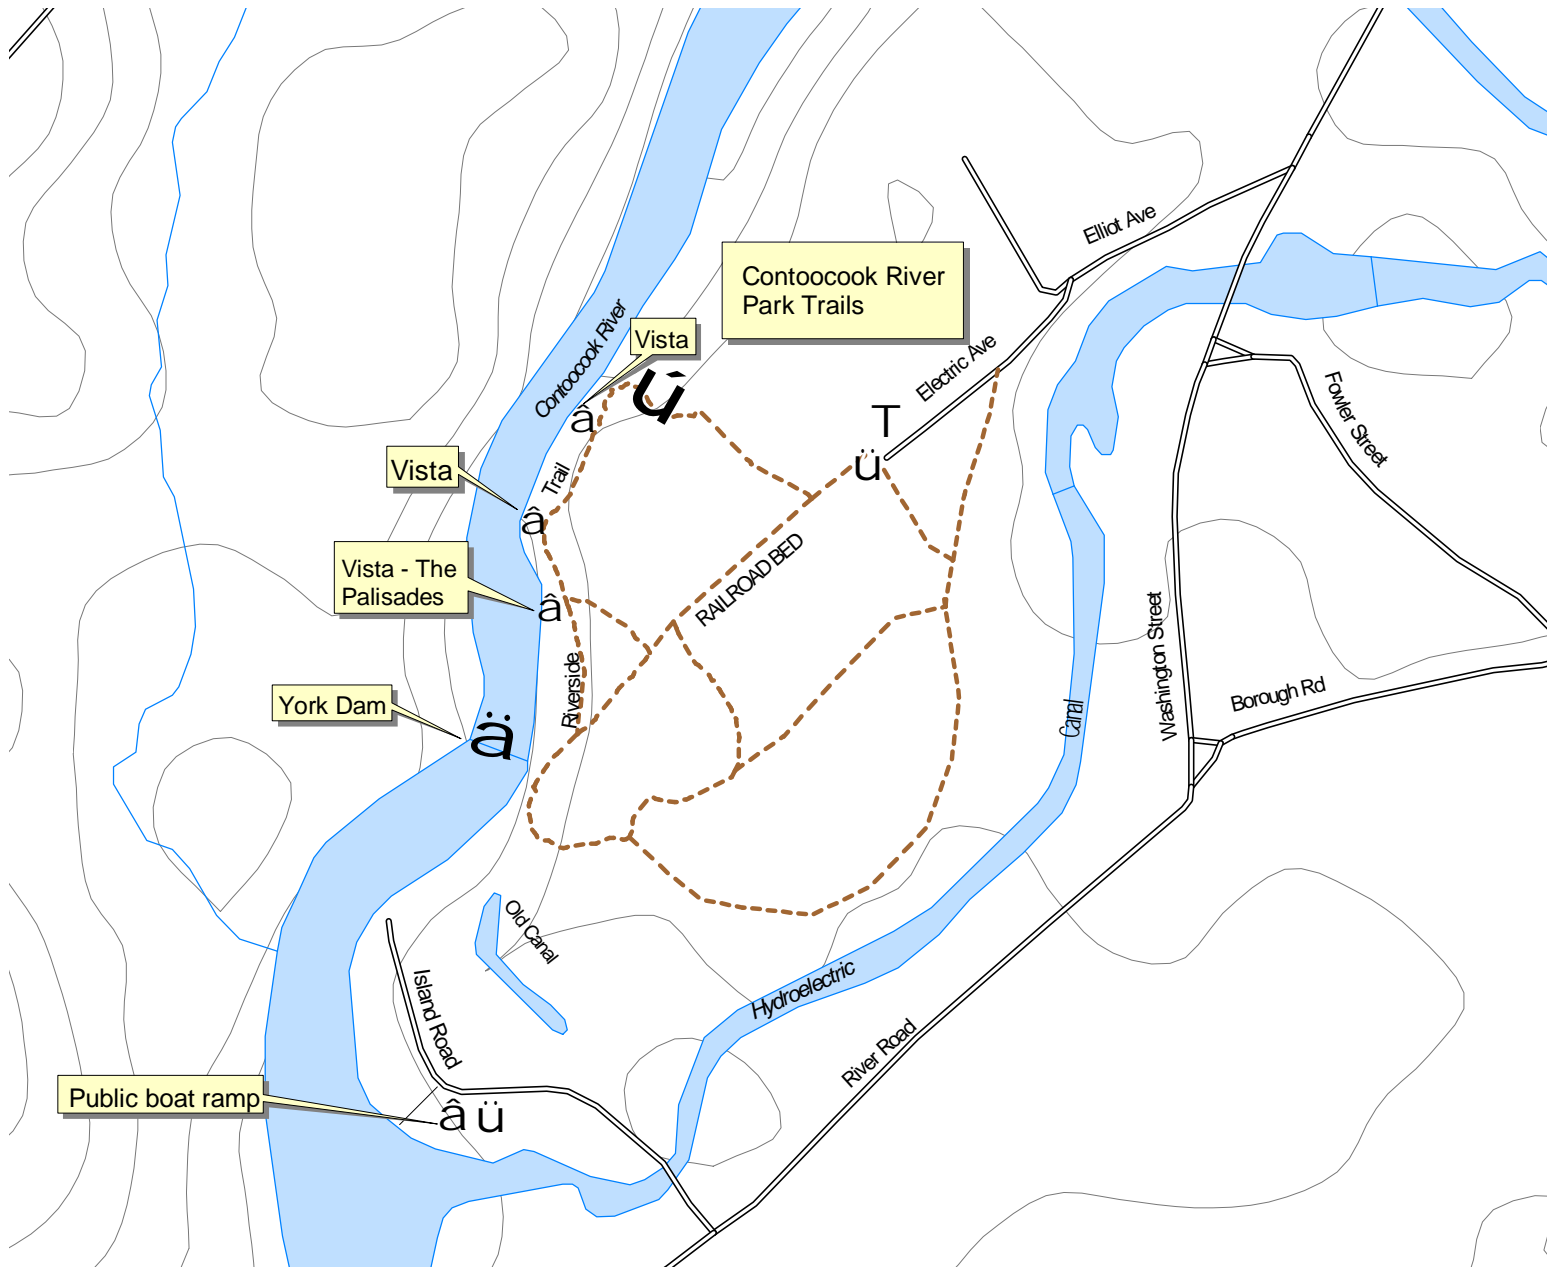 Elliot Ave
Contoocook River
Park Trails
Contoocook River
Vista
ú
Electric Ave
Fowler Street
â
T
ü
Vista
Trail
â
Vista - The
Palisades
â
RAILROAD BED
Washington Street
Riverside
York Dam
ä
Canal
Borough Rd
Old Canal
Island Road
Hydroelectric
River Road
Public boat ramp
â ü